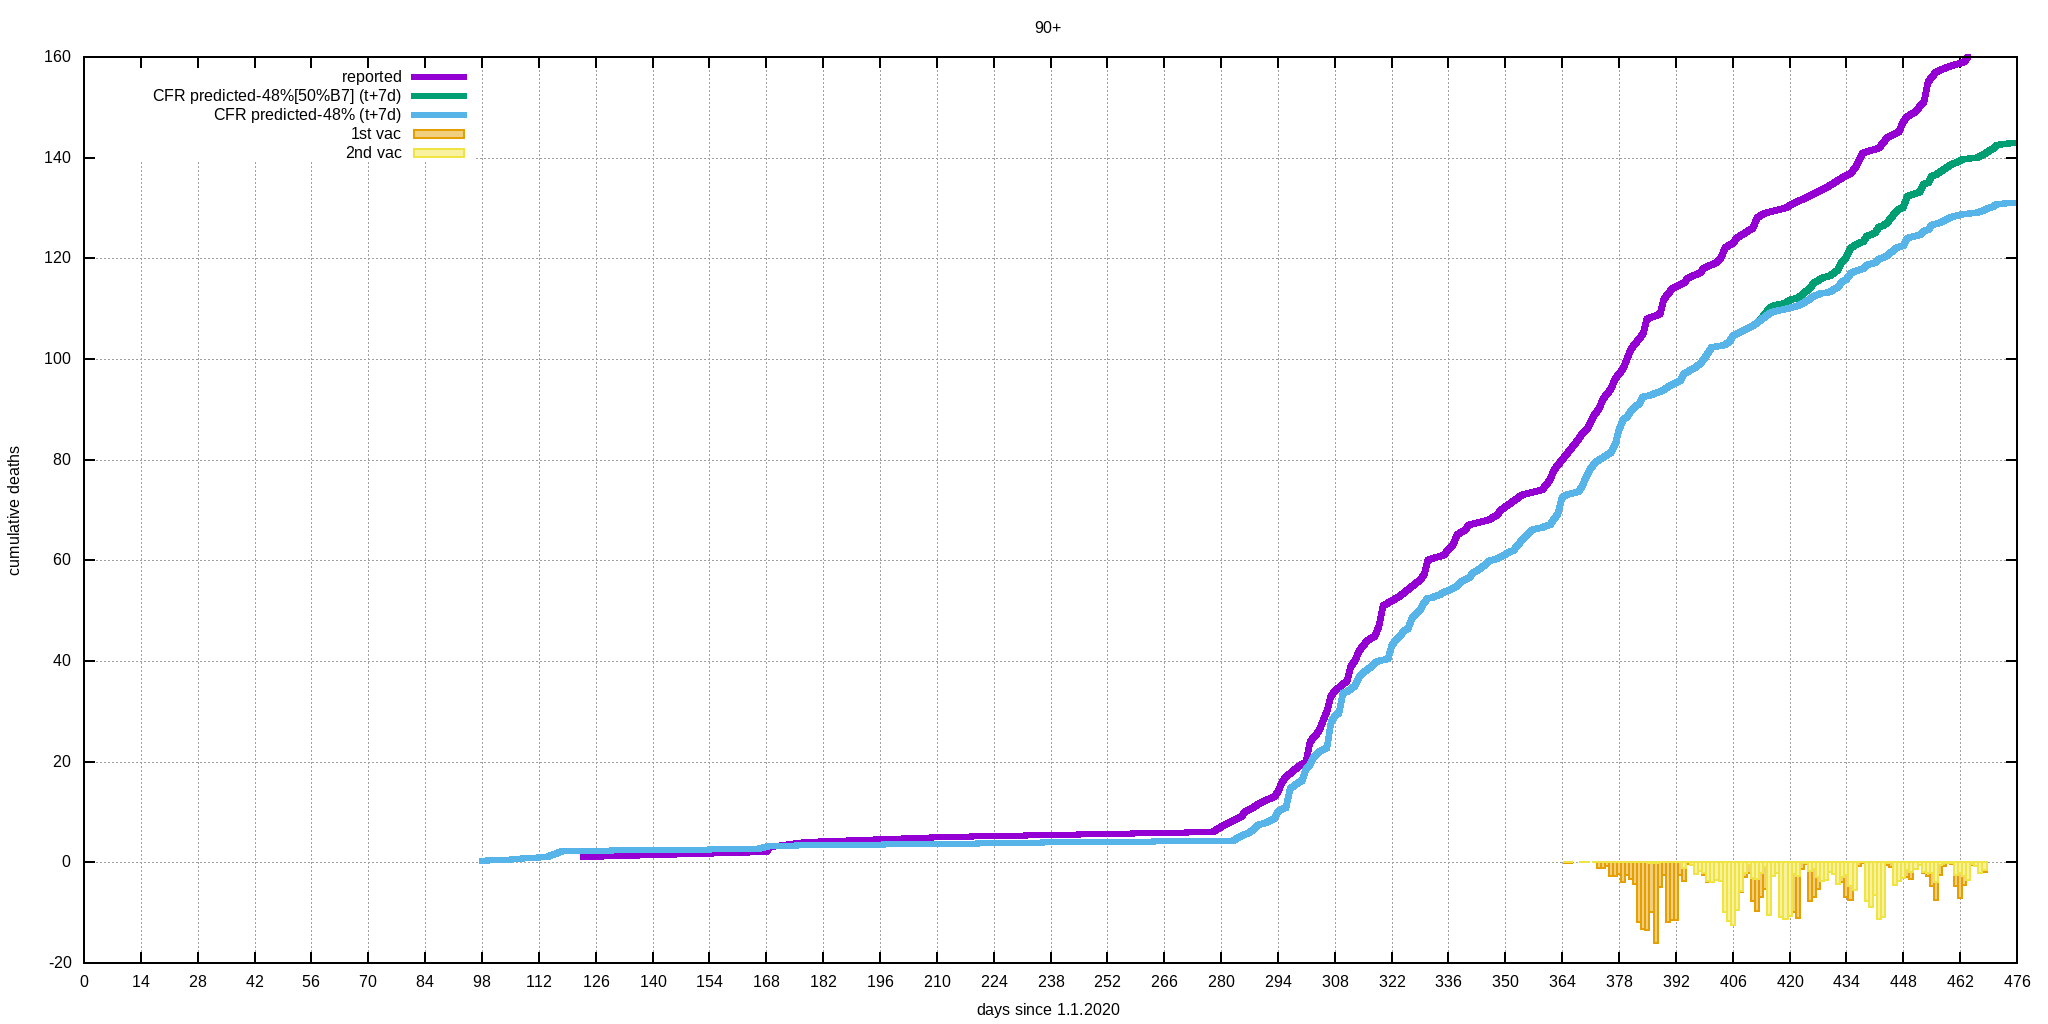 90+
160
140
120
100
80
60
40
20
0
-20
reported
CFR predicted-48%[50%B7] (t+7d)
CFR predicted-48% (t+7d)
1st vac
2nd vac
cumulative deaths
0 14 28 42 56 70 84 98 112 126 140 154 168 182 196 210 224 238 252 266 280 294 308 322 336 350 364 378 392 406 420 434 448 462 476
days since 1.1.2020